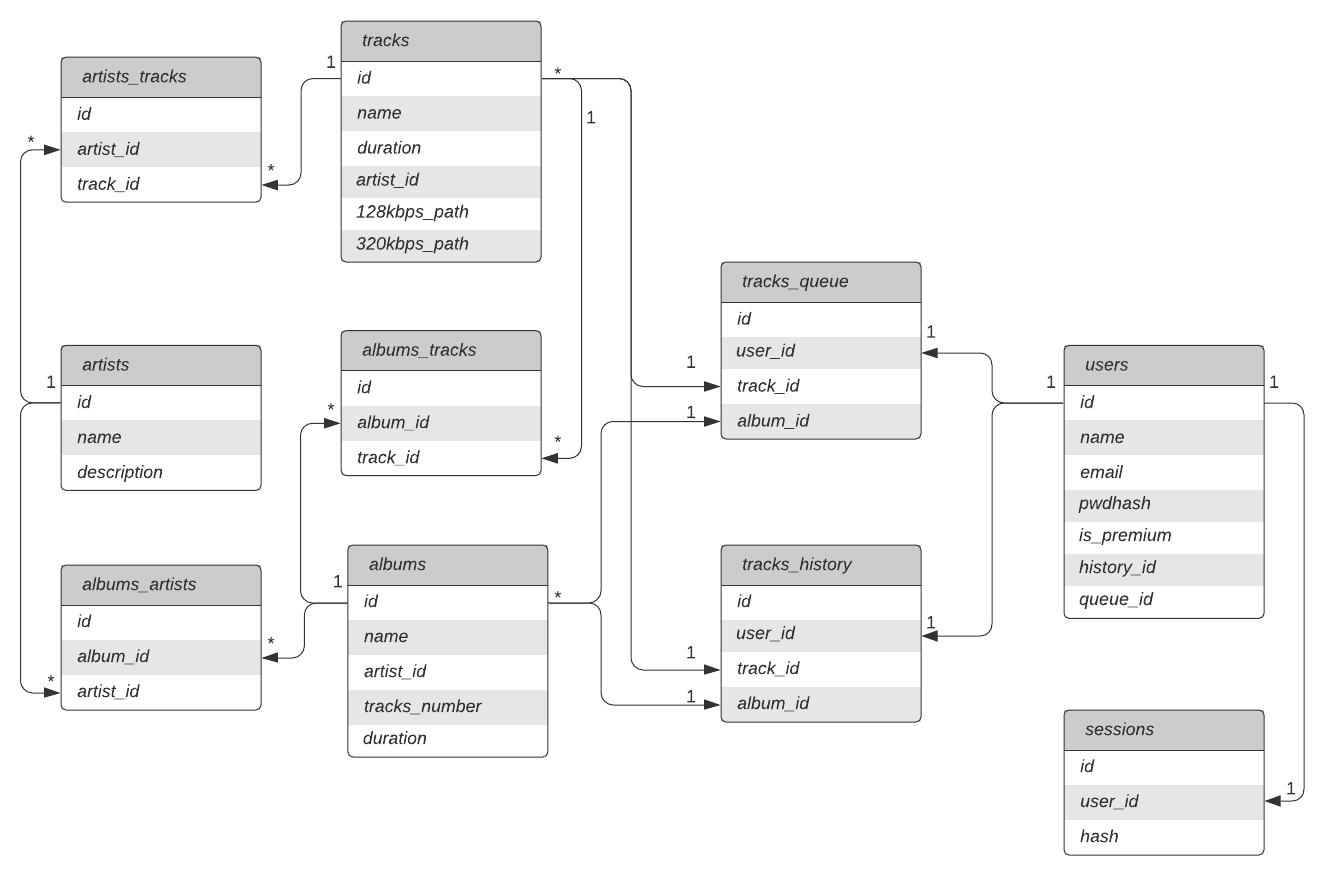 artists_tracks
id
artist_id
track_id
*
*
1
tracks
id
name
duration
artist_id
128kbps_path
320kbps_path
*
1
artists
id
name
description
1
albums_tracks
id
album_id
track_id
*
*
albums_artists
id
album_id
artist_id
*
*
1
albums
id
name
artist_id
tracks_number
duration
*
tracks_queue
id
user_id
track_id
album_id
1
1
1
tracks_history
id
user_id
track_id
album_id
1
1
1
1
users
id
name
email
pwdhash
is_premium
history_id
queue_id
1
sessions
id
user_id
hash
1